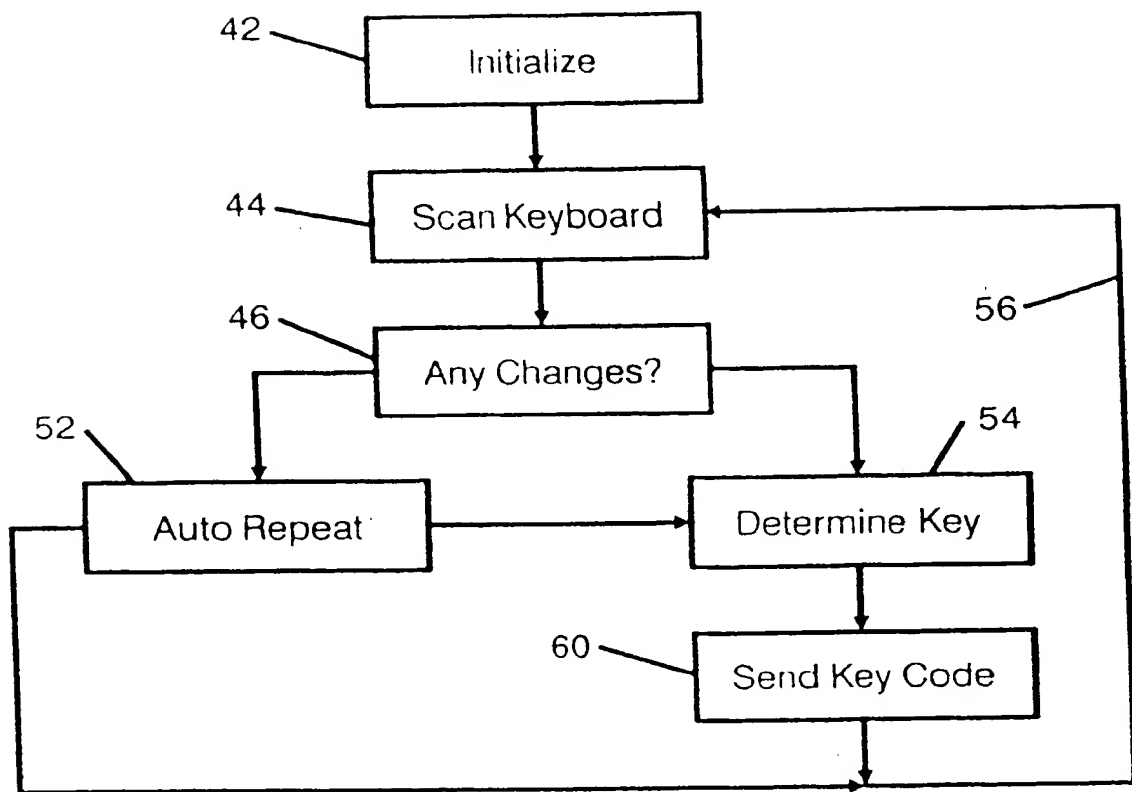 42
Initialize
44
Scan Keyboard
56
46
Any Changes?
52
54
Auto Repeat
Determine Key
60
Send Key Code